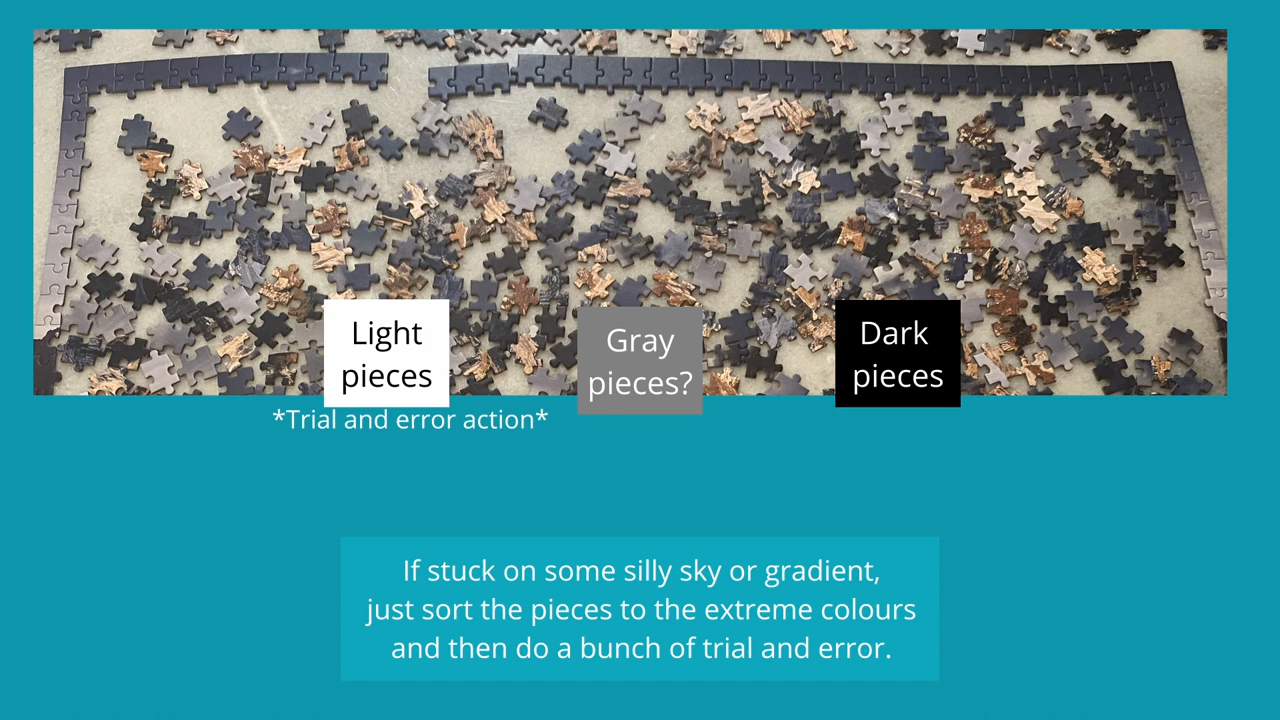 Light
pieces
Gray
pieces?
Dark
pieces
*Trial and error action*
If stuck on some silly sky or gradient,
just sort the pieces to the extreme colours
and then do a bunch of trial and error.